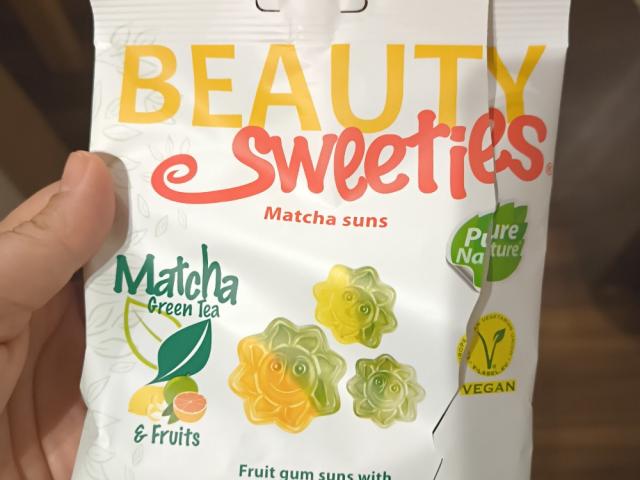 BEAUTY
sweeties®
Matcha suns
Pure
Nature
Matcha
Green Tea
& Fruits
VEGAN
Fruit gum suns with